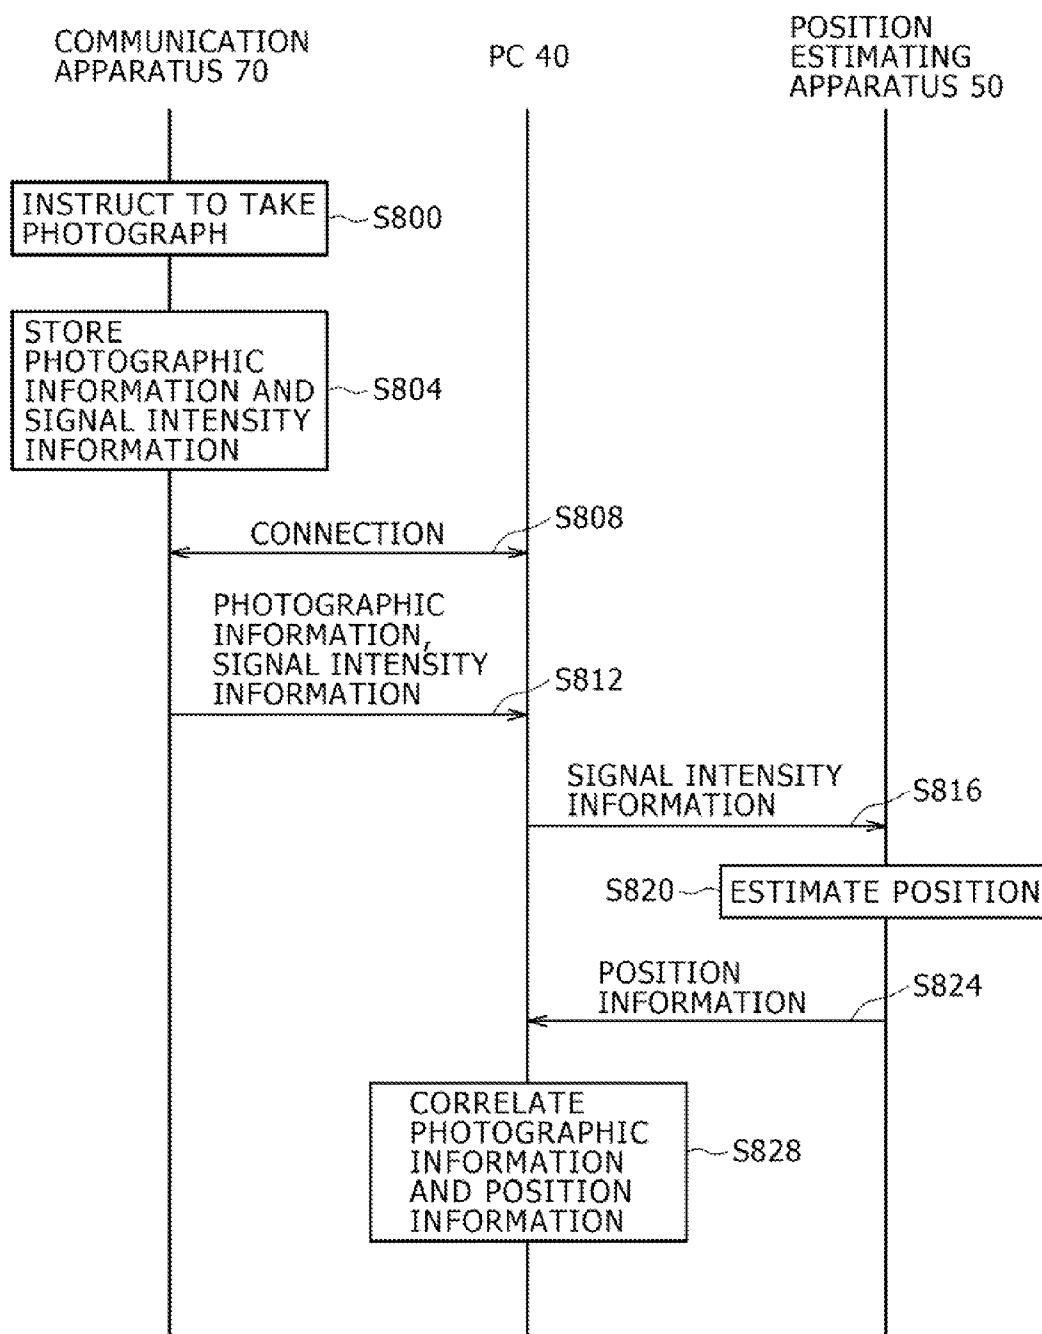 COMMUNICATION
APPARATUS 70
PC 40
POSITION
ESTIMATING
APPARATUS 50
INSTRUCT TO TAKE
PHOTOGRAPH
S800
STORE
PHOTOGRAPHIC
INFORMATION AND
SIGNAL INTENSITY
INFORMATION
S804
CONNECTION
S808
PHOTOGRAPHIC
INFORMATION,
SIGNAL INTENSITY
INFORMATION
S812
SIGNAL INTENSITY
INFORMATION
S816
S820
ESTIMATE POSITION
POSITION
INFORMATION
S824
CORRELATE
PHOTOGRAPHIC
INFORMATION
AND POSITION
INFORMATION
S828